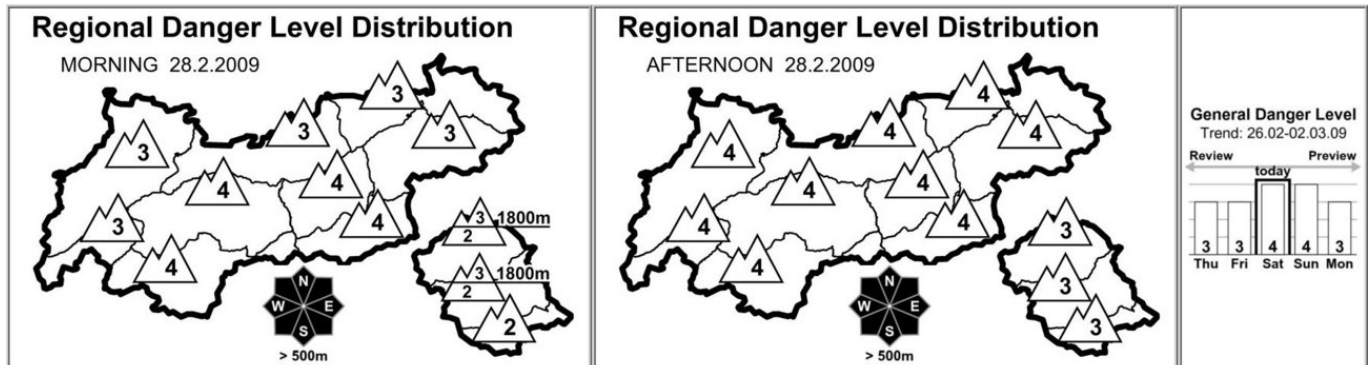 Regional Danger Level Distribution
MORNING 28.2.2009
3
3
3
3
4
4
3
4
4
3 1800m
2
3 1800m
2
2
N
W E
S
> 500m
Regional Danger Level Distribution
AFTERNOON 28.2.2009
4
4
4
4
4
4
4
4
4
3
3
3
N
W E
S
> 500m
General Danger Level
Trend: 26.02-02.03.09
Review Preview
today
3 3 4 4 3
Thu Fri Sat Sun Mon